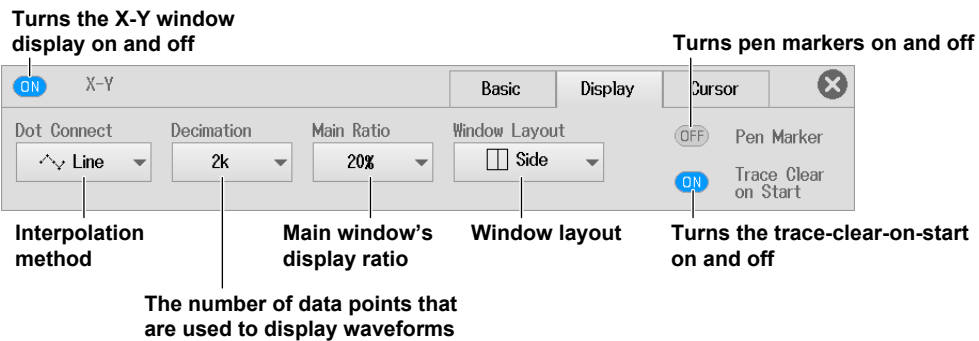 Turns the X-Y window
display on and off
Turns pen markers on and off
ON
X-Y
Basic
Display
Cursor
Dot Connect
Decimation
Main Ratio
Window Layout
OFF
Pen Marker
Line
2k
20%
Side
ON
Trace Clear
on Start
Interpolation
method
Main window's
display ratio
Window layout
Turns the trace-clear-on-start
on and off
The number of data points that
are used to display waveforms